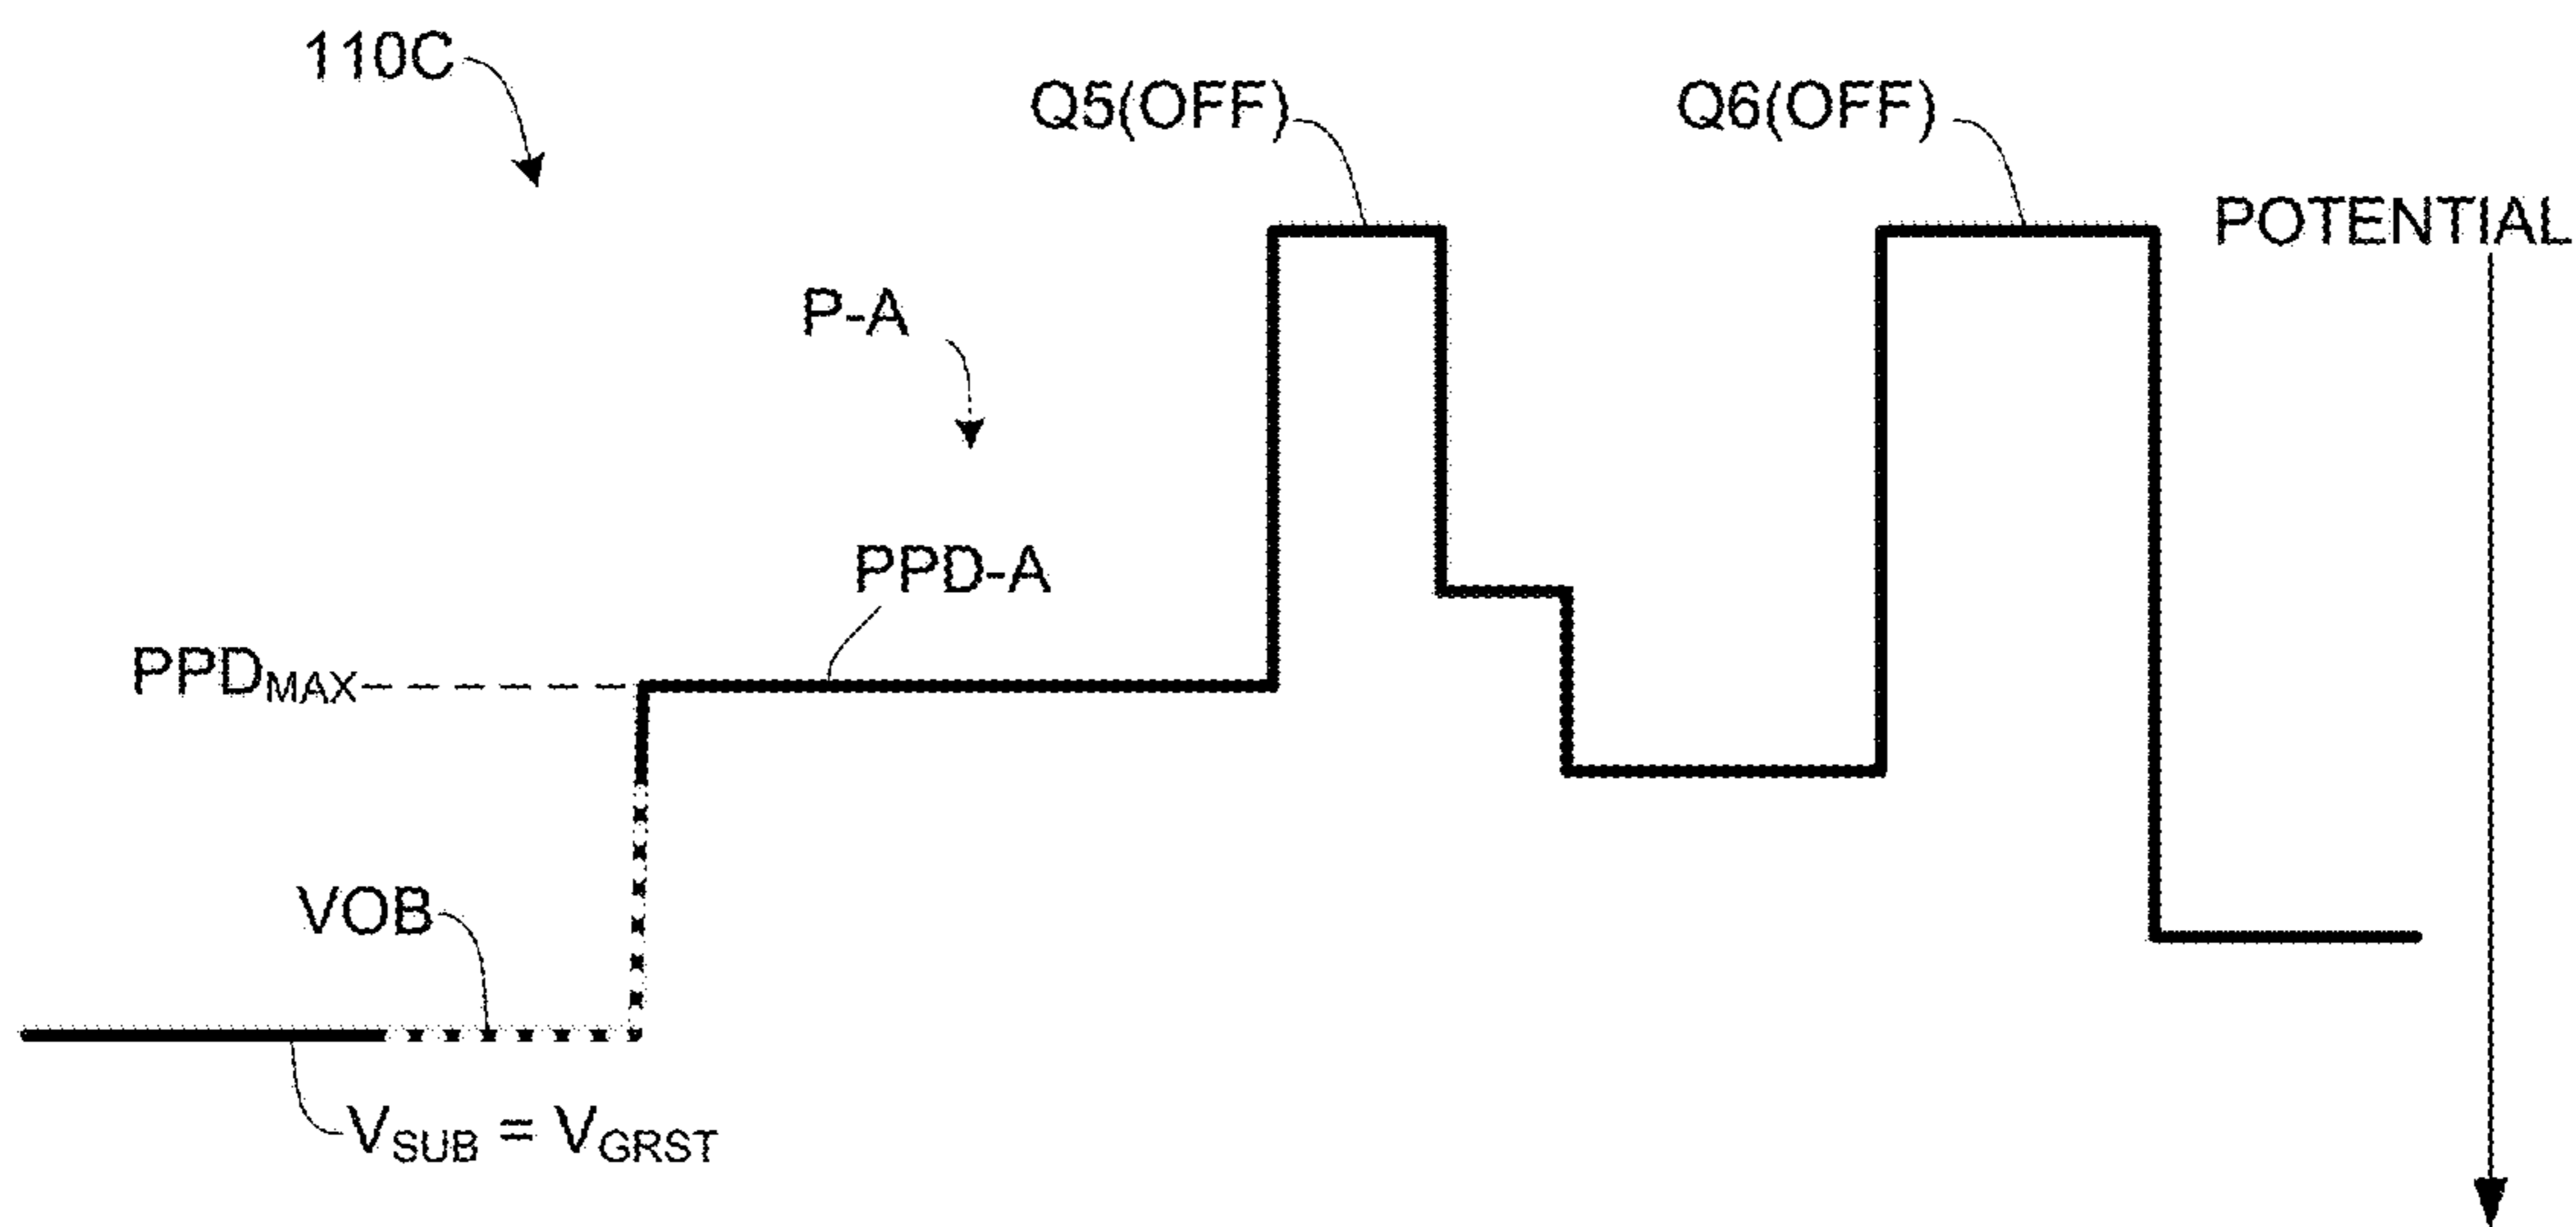 110C
Q5(OFF)
Q6(OFF)
POTENTIAL
P-A
PPD-A
PPDMAX
VOB
VSUB = VGRST